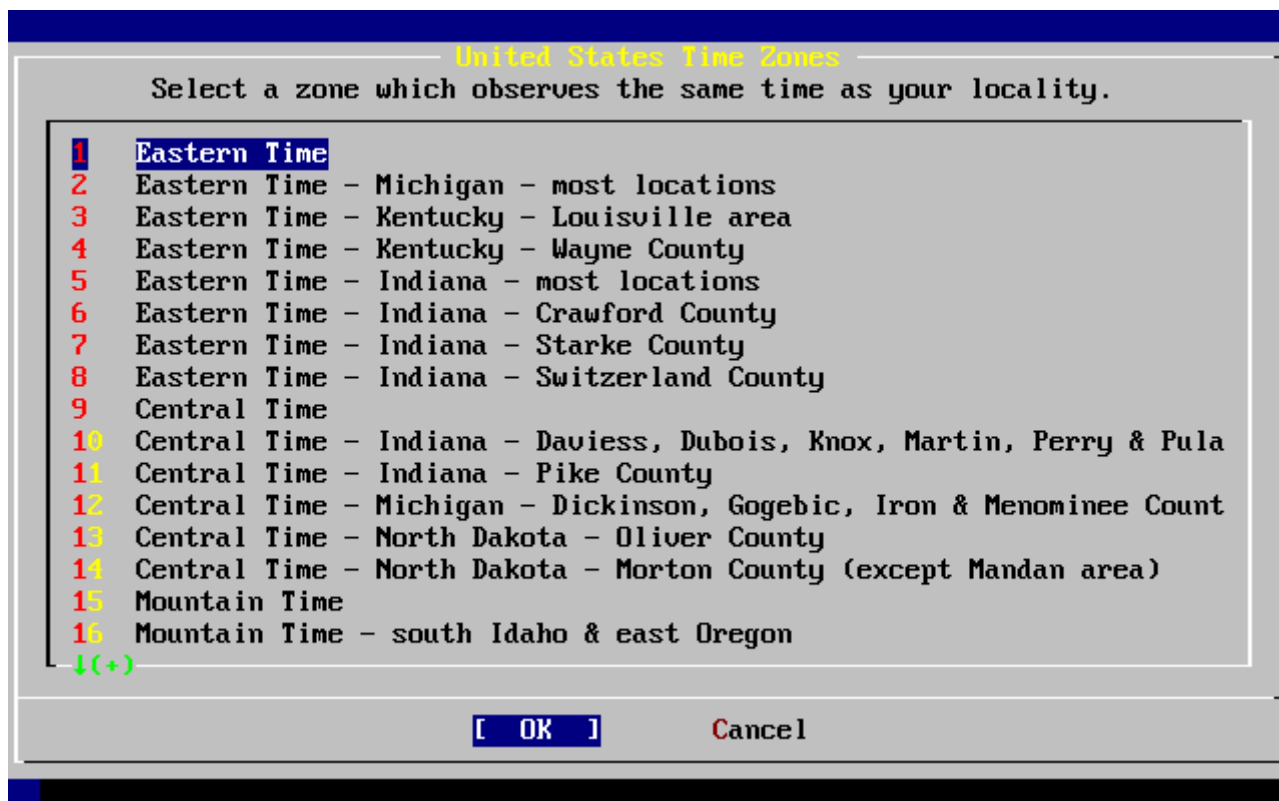 United States Time Zones
Select a zone which observes the same time as your locality.
1 Eastern Time
2 Eastern Time - Michigan - most locations
3 Eastern Time - Kentucky - Louisville area
4 Eastern Time - Kentucky - Wayne County
5 Eastern Time - Indiana - most locations
6 Eastern Time - Indiana - Crawford County
7 Eastern Time - Indiana - Starke County
8 Eastern Time - Indiana - Switzerland County
9 Central Time
10 Central Time - Indiana - Daviess, Dubois, Knox, Martin, Perry & Pula
11 Central Time - Indiana - Pike County
12 Central Time - Michigan - Dickinson, Gogebic, Iron & Menominee Count
13 Central Time - North Dakota - Oliver County
14 Central Time - North Dakota - Morton County (except Mandan area)
15 Mountain Time
16 Mountain Time - south Idaho & east Oregon
↓(+)
[ OK ] Cancel